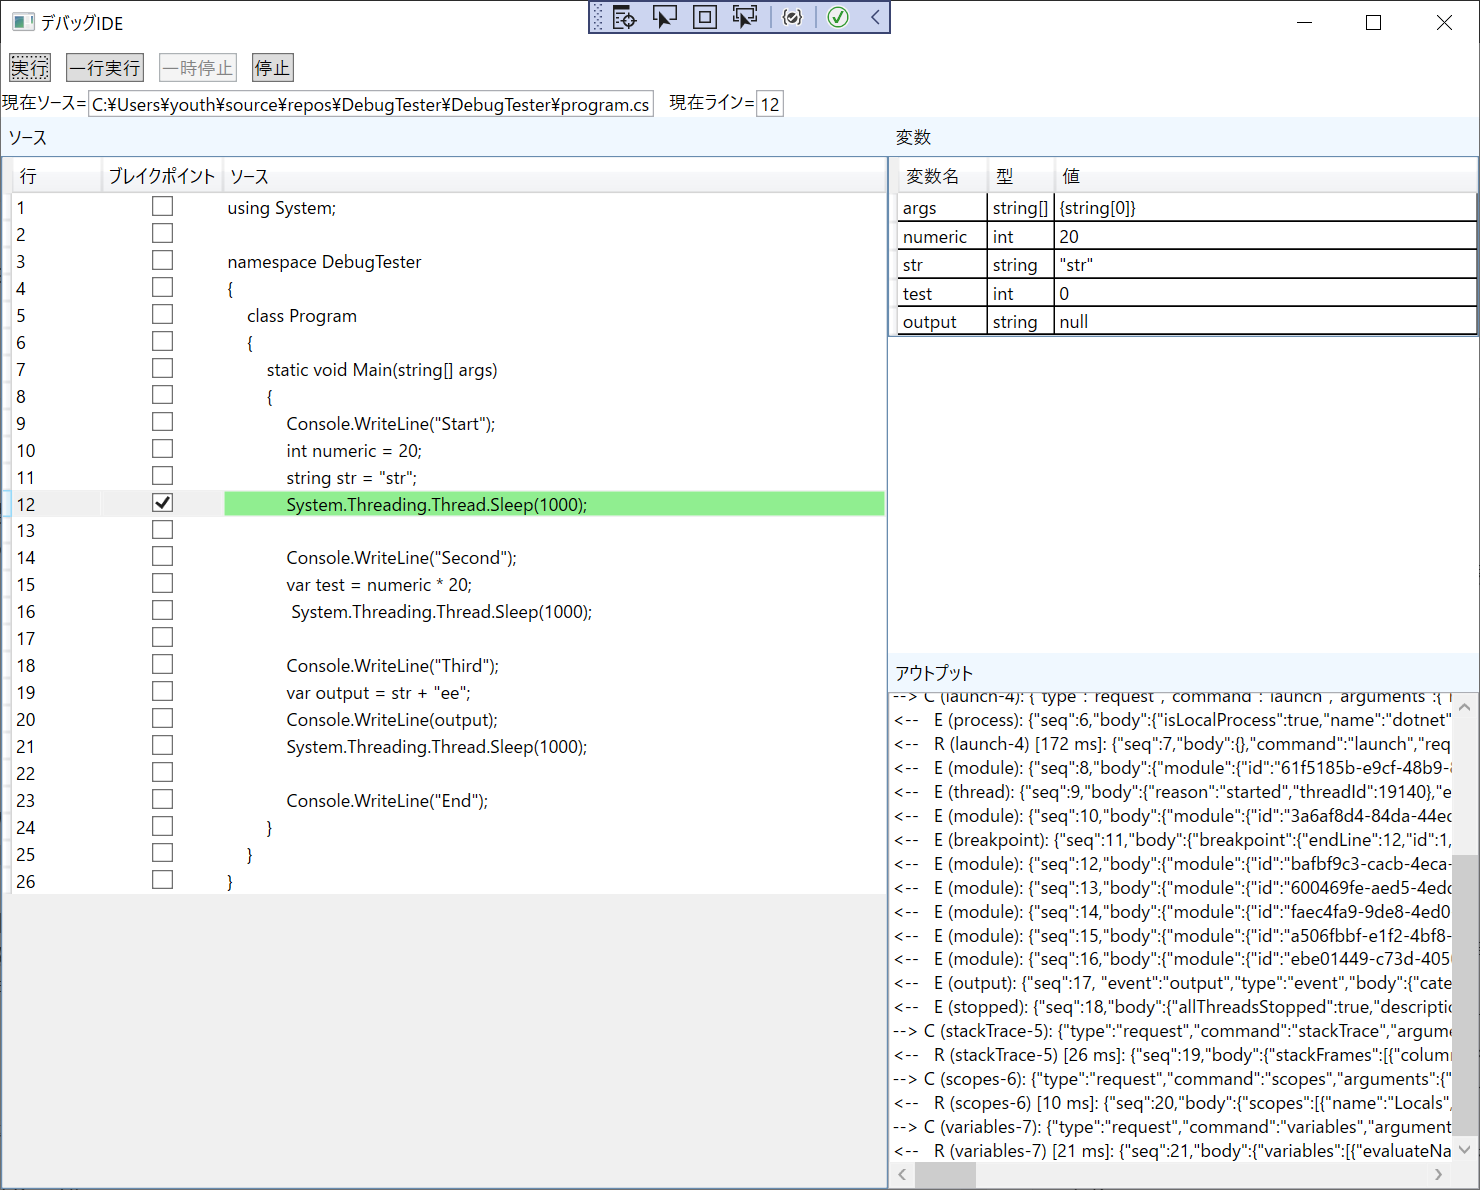 デバッグIDE
実行 一行実行 一時停止 停止
現在ソース= C:¥Users¥youth¥source¥repos¥DebugTester¥DebugTester¥program.cs 現在ライン= 12
ソース
行 ブレイクポイント ソース
1 using System;
2
3 namespace DebugTester
4 {
5 class Program
6 {
7 static void Main(string[] args)
8 {
9 Console.WriteLine("Start");
10 int numeric = 20;
11 string str = "str";
12 System.Threading.Thread.Sleep(1000);
13
14 Console.WriteLine("Second");
15 var test = numeric * 20;
16 System.Threading.Thread.Sleep(1000);
17
18 Console.WriteLine("Third");
19 var output = str + "ee";
20 Console.WriteLine(output);
21 System.Threading.Thread.Sleep(1000);
22
23 Console.WriteLine("End");
24 }
25 }
26 }
変数
変数名 型 値
args string[] {string[0]}
numeric int 20
str string "str"
test int 0
output string null
アウトプット
--> C (launch-4): {"type":"request","command":"launch","arguments":{"
<-- E (process): {"seq":6,"body":{"isLocalProcess":true,"name":"dotnet"
<-- R (launch-4) [172 ms]: {"seq":7,"body":{},"command":"launch","req
<-- E (module): {"seq":8,"body":{"module":{"id":"61f5185b-e9cf-48b9-
<-- E (thread): {"seq":9,"body":{"reason":"started","threadId":19140},"e
<-- E (module): {"seq":10,"body":{"module":{"id":"3a6af8d4-84da-44ec
<-- E (breakpoint): {"seq":11,"body":{"breakpoint":{"endLine":12,"id":1,
<-- E (module): {"seq":12,"body":{"module":{"id":"bafbf9c3-cacb-4eca-
<-- E (module): {"seq":13,"body":{"module":{"id":"600469fe-aed5-4edc
<-- E (module): {"seq":14,"body":{"module":{"id":"faec4fa9-9de8-4ed0
<-- E (module): {"seq":15,"body":{"module":{"id":"a506fbbf-e1f2-4bf8-
<-- E (module): {"seq":16,"body":{"module":{"id":"ebe01449-c73d-405
<-- E (output): {"seq":17, "event":"output","type":"event","body":{"cate
<-- E (stopped): {"seq":18,"body":{"allThreadsStopped":true,"descriptio
--> C (stackTrace-5): {"type":"request","command":"stackTrace","argume
<-- R (stackTrace-5) [26 ms]: {"seq":19,"body":{"stackFrames":[{"colum
--> C (scopes-6): {"type":"request","command":"scopes","arguments":{"
<-- R (scopes-6) [10 ms]: {"seq":20,"body":{"scopes":[{"name":"Locals",
--> C (variables-7): {"type":"request","command":"variables","argument
<-- R (variables-7) [21 ms]: {"seq":21,"body":{"variables":[{"evaluateNa